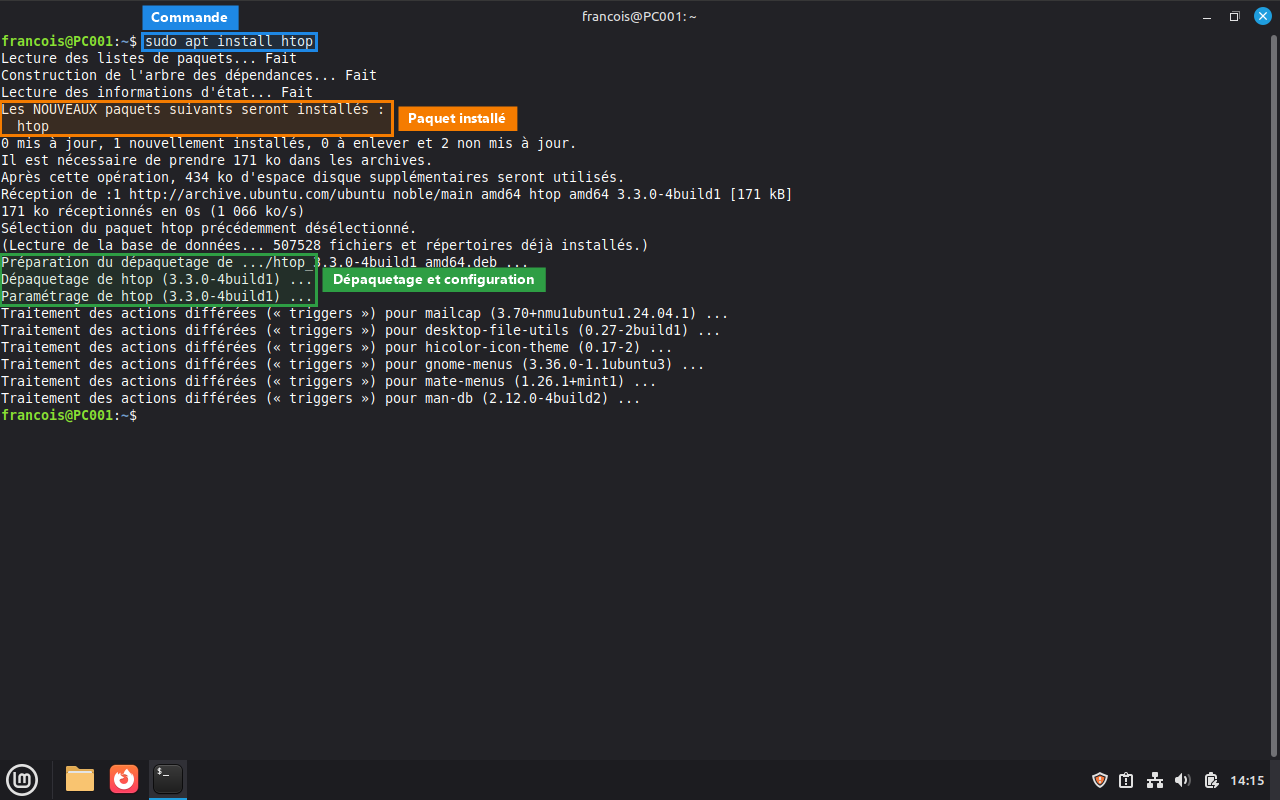 Commande
francois@PC001: ~
francois@PC001:~$ sudo apt install htop
Lecture des listes de paquets... Fait
Construction de l'arbre des dépendances... Fait
Lecture des informations d'état... Fait
Les NOUVEAUX paquets suivants seront installés :
htop
Paquet installé
0 mis à jour, 1 nouvellement installés, 0 à enlever et 2 non mis à jour.
Il est nécessaire de prendre 171 ko dans les archives.
Après cette opération, 434 ko d'espace disque supplémentaires seront utilisés.
Réception de :1 http://archive.ubuntu.com/ubuntu noble/main amd64 htop amd64 3.3.0-4build1 [171 kB]
171 ko réceptionnés en 0s (1 066 ko/s)
Sélection du paquet htop précédemment désélectionné.
(Lecture de la base de données... 507528 fichiers et répertoires déjà installés.)
Préparation du dépaquetage de .../htop_3.3.0-4build1_amd64.deb ...
Dépaquetage de htop (3.3.0-4build1) ...
Dépaquetage et configuration
Paramétrage de htop (3.3.0-4build1) ...
Traitement des actions différées (« triggers ») pour mailcap (3.70+nmu1ubuntu1.24.04.1) ...
Traitement des actions différées (« triggers ») pour desktop-file-utils (0.27-2build1) ...
Traitement des actions différées (« triggers ») pour hicolor-icon-theme (0.17-2) ...
Traitement des actions différées (« triggers ») pour gnome-menus (3.36.0-1.1ubuntu3) ...
Traitement des actions différées (« triggers ») pour mate-menus (1.26.1+mint1) ...
Traitement des actions différées (« triggers ») pour man-db (2.12.0-4build2) ...
francois@PC001:~$
14:15